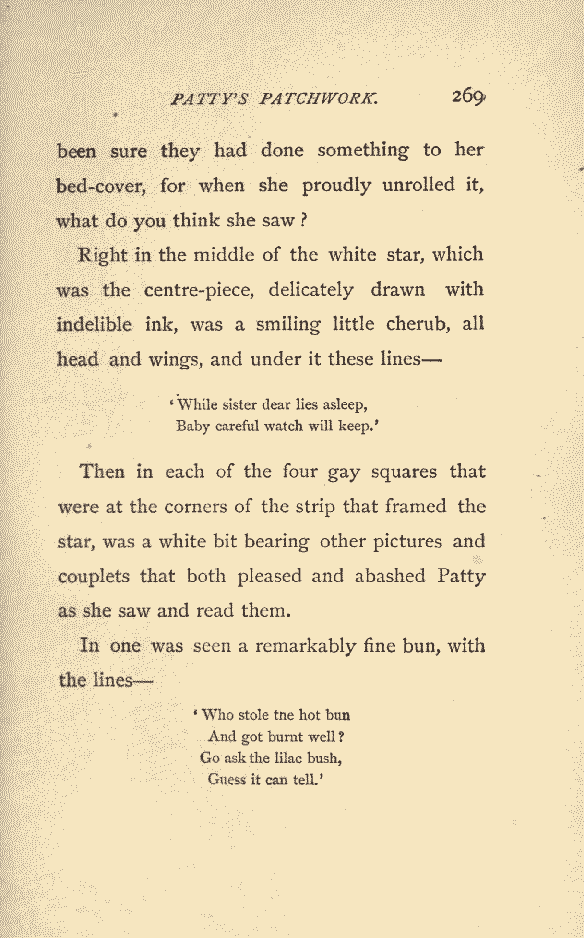 PATTY'S PATCHWORK. 269
been sure they had done something to her
bed-cover, for when she proudly unrolled it,
what do you think she saw?
Right in the middle of the white star, which
was the centre-piece, delicately drawn with
indelible ink, was a smiling little cherub, all
head and wings, and under it these lines—
'While sister dear lies asleep,
Baby careful watch will keep.'
Then in each of the four gay squares that
were at the corners of the strip that framed the
star, was a white bit bearing other pictures and
couplets that both pleased and abashed Patty
as she saw and read them.
In one was seen a remarkably fine bun, with
the lines—
'Who stole tne hot bun
And got burnt well?
Go ask the lilac bush,
Guess it can tell.'